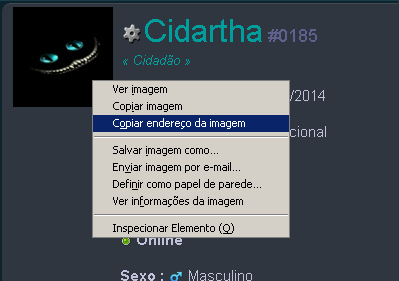 Cidartha #0185
« Cidadão »
Ver imagem
/2014
Copiar imagem
Copiar endereço da imagem
cional
Salvar imagem como...
Enviar imagem por e-mail...
Definir como papel de parede...
Ver informações da imagem
Inspecionar Elemento (Q)
Online
Sexo : Masculino